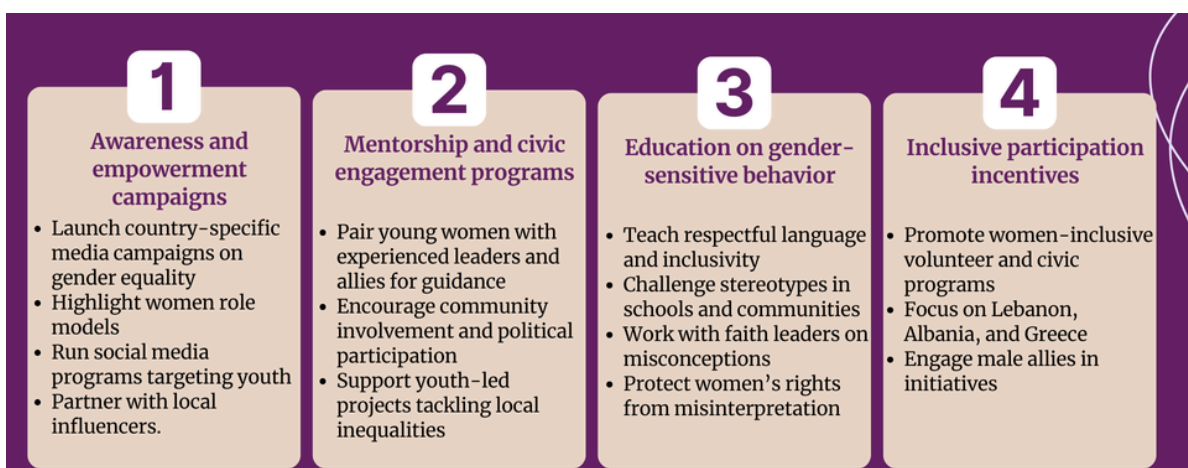 1
Awareness and
empowerment
campaigns
• Launch country-specific
media campaigns on
gender equality
• Highlight women role
models
• Run social media
programs targeting youth
• Partner with local
influencers.
2
Mentorship and civic
engagement programs
• Pair young women with
experienced leaders and
allies for guidance
• Encourage community
involvement and political
participation
• Support youth-led
projects tackling local
inequalities
3
Education on gender-
sensitive behavior
• Teach respectful language
and inclusivity
• Challenge stereotypes in
schools and communities
• Work with faith leaders on
misconceptions
• Protect women’s rights
from misinterpretation
4
Inclusive participation
incentives
• Promote women-inclusive
volunteer and civic
programs
• Focus on Lebanon,
Albania, and Greece
• Engage male allies in
initiatives